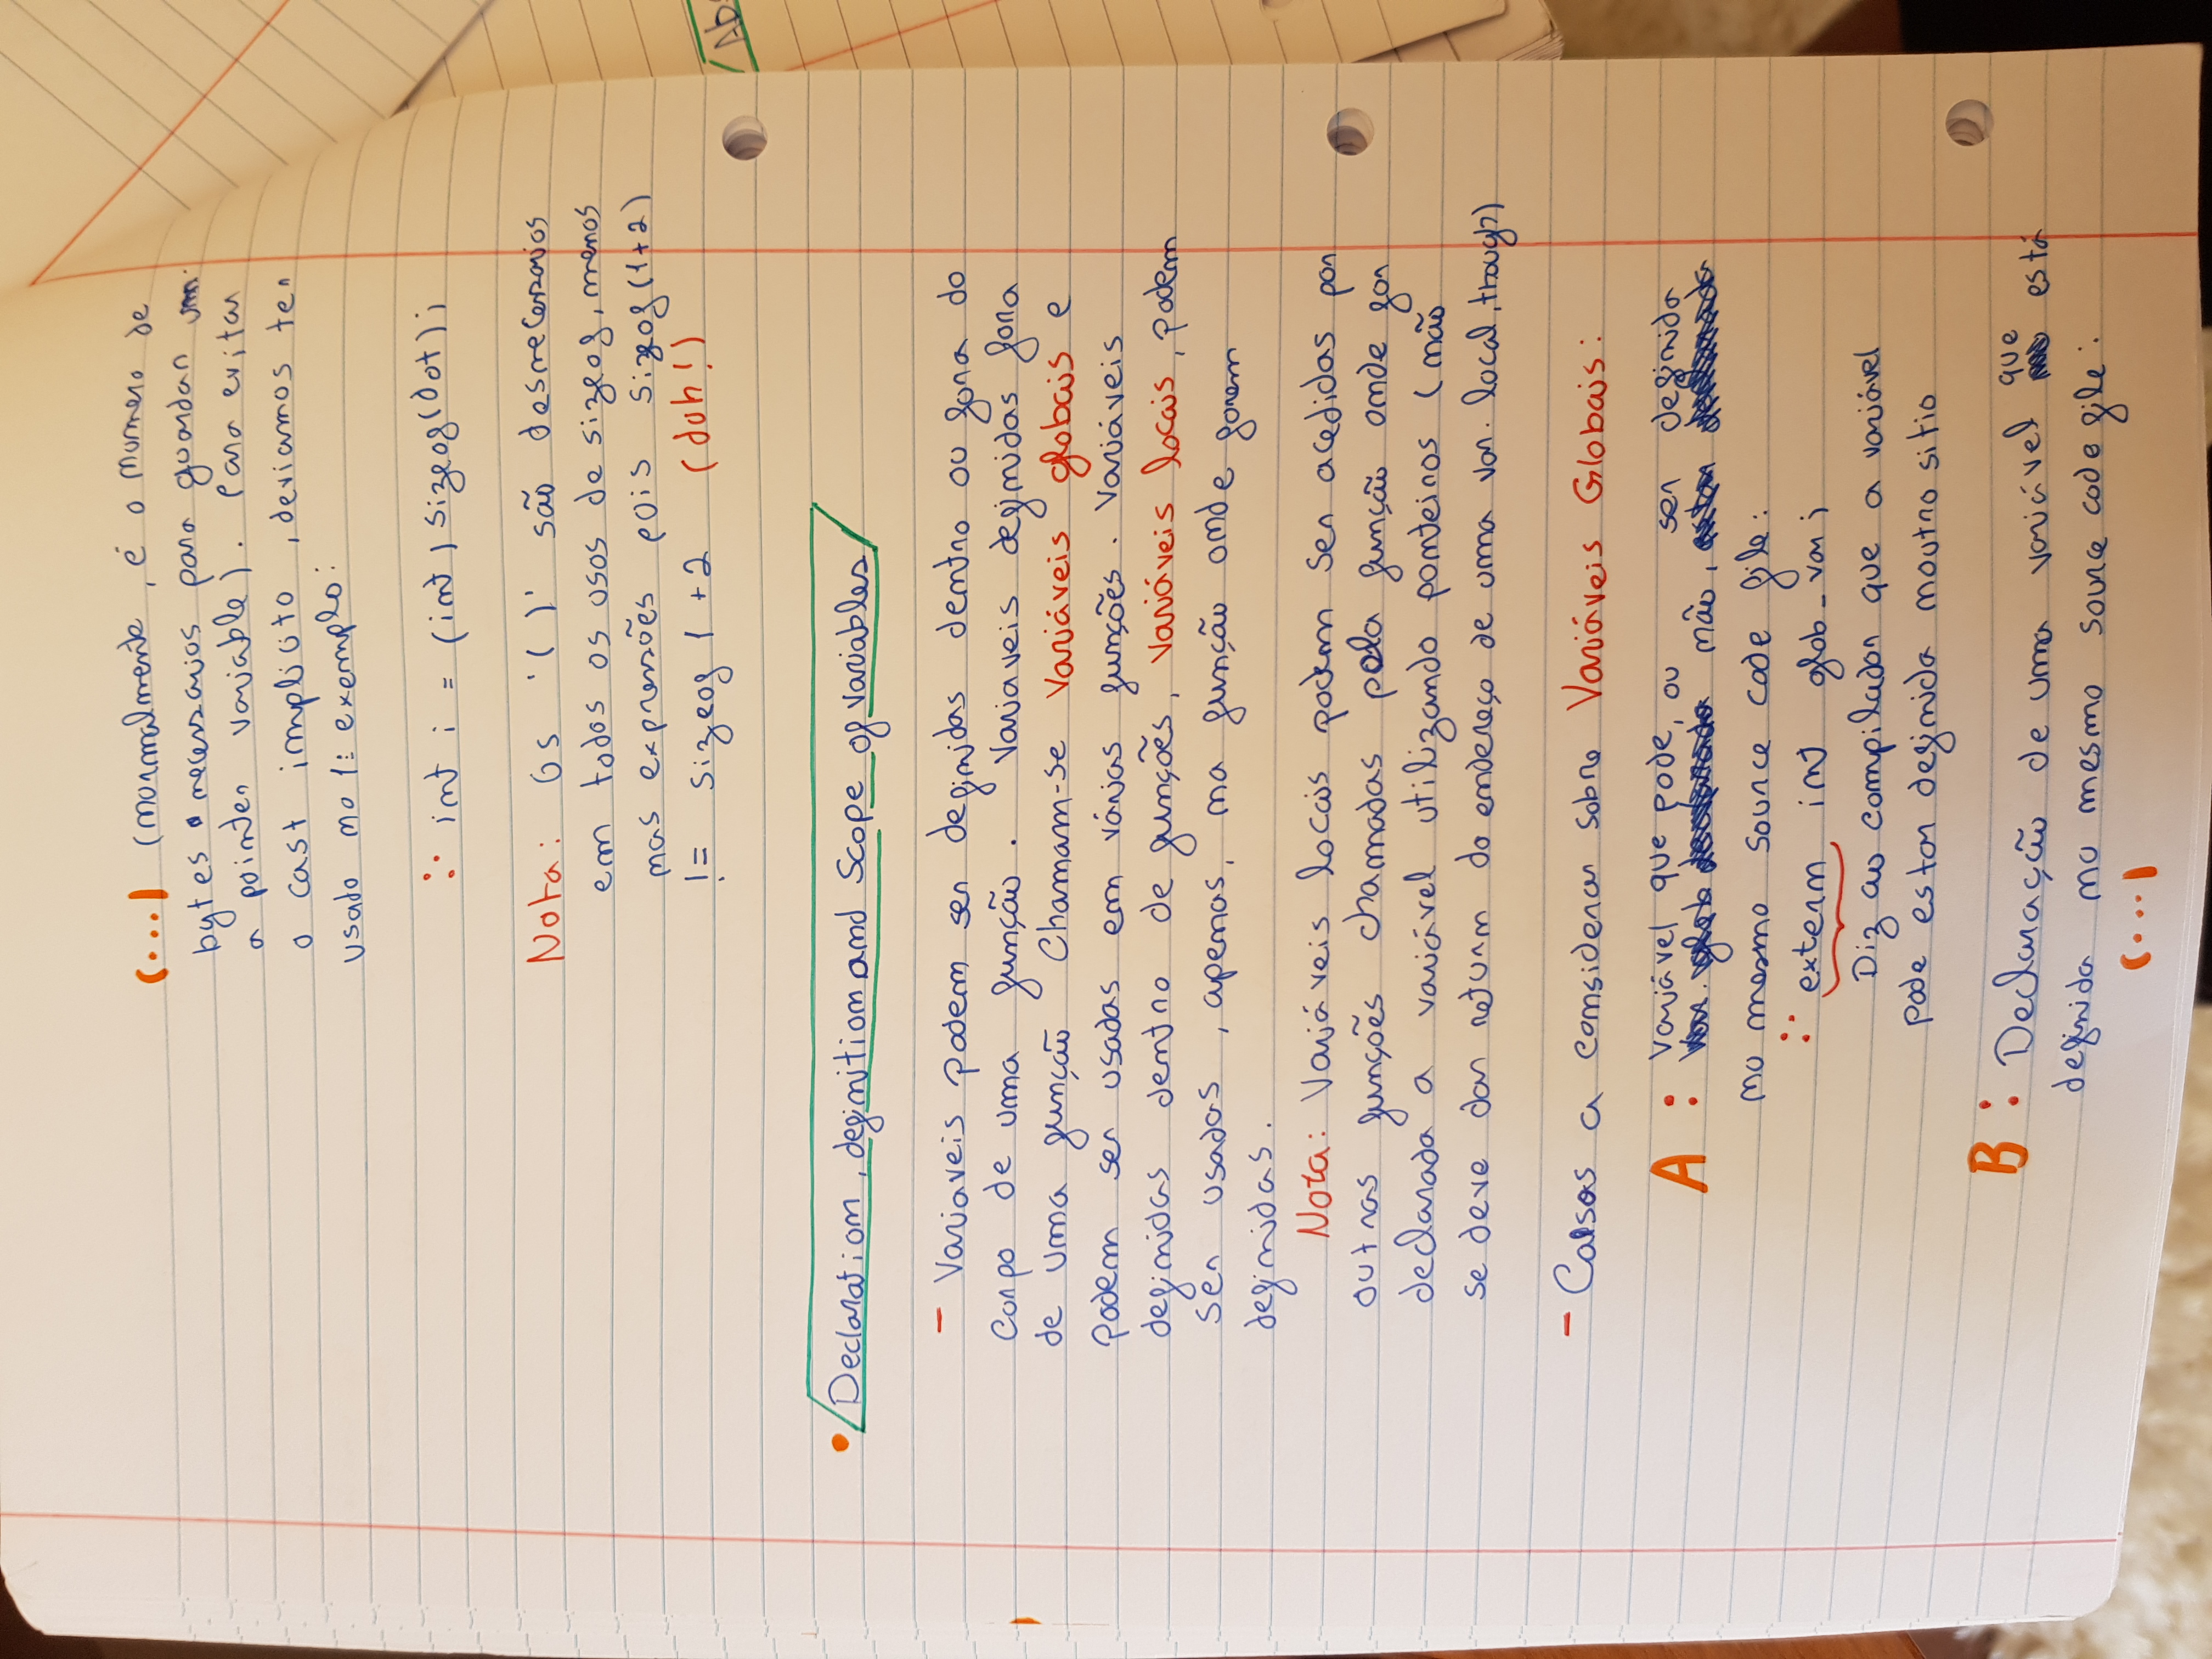 (...) (normalmente, é o numero de
bytes necessarios para guardar um
a pointer variable). Para evitar
o cast implicito, deviamos ter
usado no 1º exemplo:
int i = (int) sizeof(dot);
Nota: Os '( )' são desnecessarios
em todos os usos de sizeof, menos
nas expressões pois sizeof(1+2)
!= sizeof 1 + 2 (duh!)
• Declaration, definition and Scope of variables
- Variaveis podem ser definidas dentro ou fora do
corpo de uma função. Variaveis definidas fora
de uma função chamam-se variáveis globais e
podem ser usadas em várias funções. Variáveis
definidas dentro de funções, variáveis locais, podem
ser usadas, apenas, na função onde forem
definidas.
Nota: Variáveis locais podem ser acedidas por
outras funções chamadas pela função onde for
declarada a variável utilizando ponteiros (não
se deve dar return do endereço de uma var. local, trough)
- Caisos a considerar sobre Variáveis Globais:
A : Variável que pode, ou não, ser definida
no mesmo source code file:
extern int glob_var;
Diz ao compilador que a variável
pode estar definida noutro sitio
B : Declaração de uma variável que está
definida no mesmo source code file:
(...)
Ab